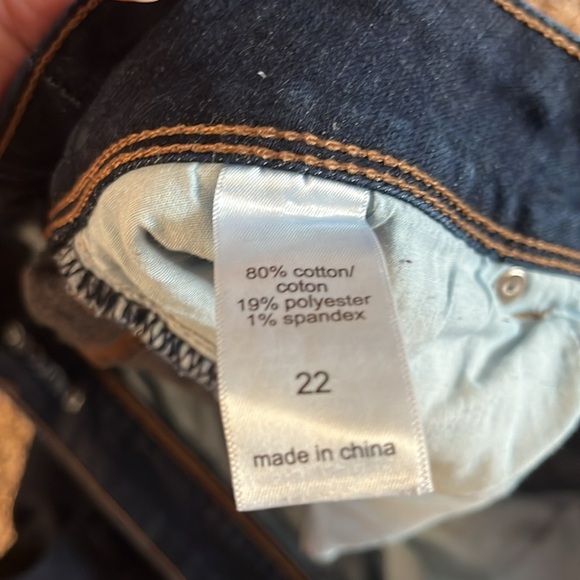 80% cotton/
coton
19% polyester
1% spandex
22
made in china